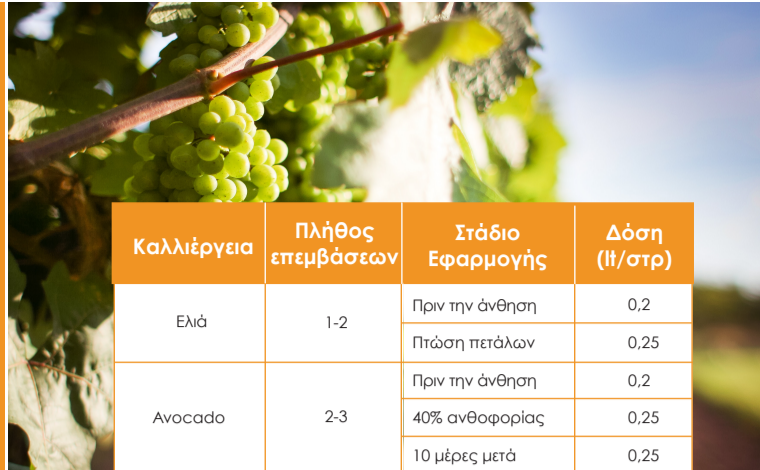 Καλλιέργεια Πλήθος επεμβάσεων Στάδιο Εφαρμογής Δόση (lt/στρ)
Ελιά 1-2 Πριν την άνθηση 0,2
Πτώση πετάλων 0,25
Avocado 2-3 Πριν την άνθηση 0,2
40% ανθοφορίας 0,25
10 μέρες μετά 0,25